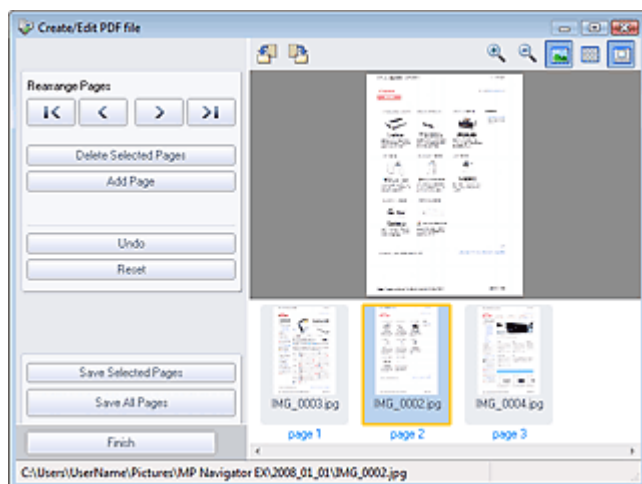 Create/Edit PDF file
Rearrange Pages
Delete Selected Pages
Add Page
Undo
Reset
Save Selected Pages
Save All Pages
Finish
IMG_0003.jpg
IMG_0002.jpg
IMG_0004.jpg
page 1
page 2
page 3
C:\Users\UserName\Pictures\MP Navigator EX\2008_01_01\IMG_0002.jpg